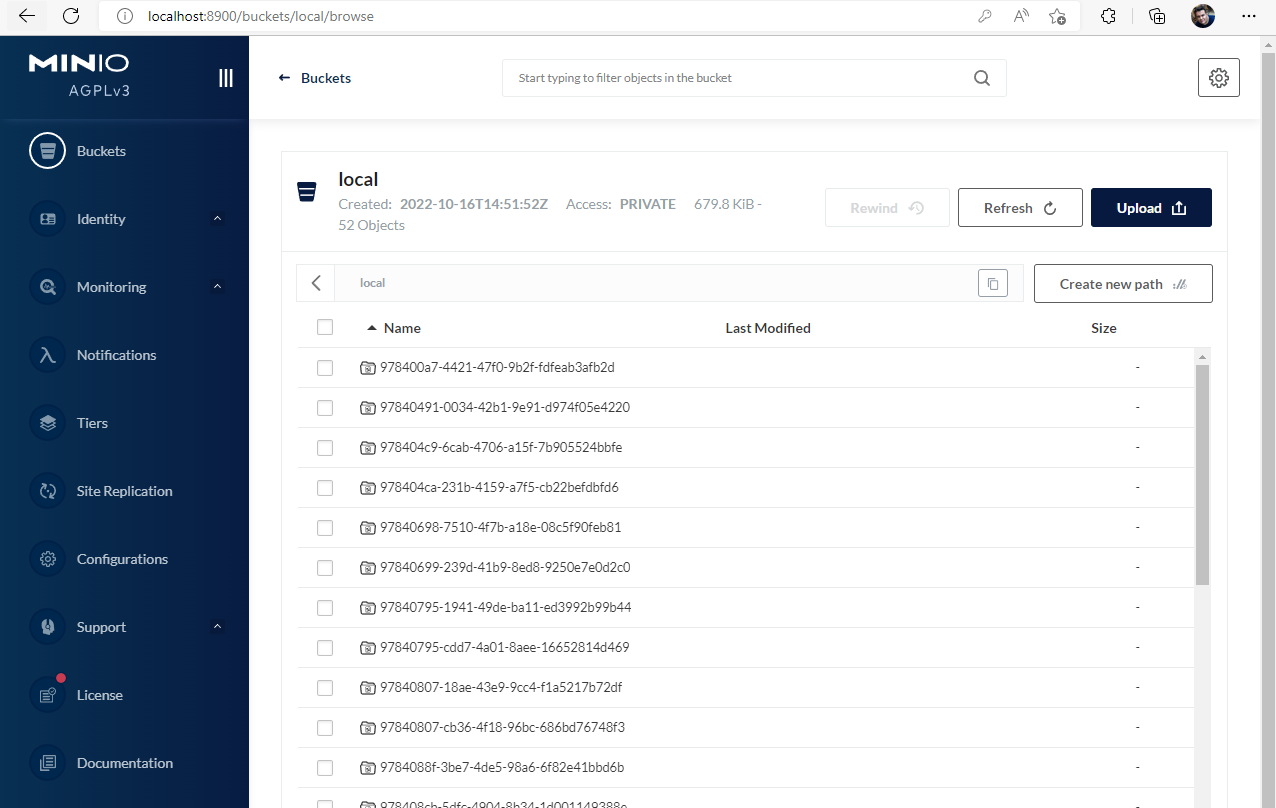 localhost:8900/buckets/local/browse
MINIO
AGPLv3
Buckets
Identity
Monitoring
Notifications
Tiers
Site Replication
Configurations
Support
License
Documentation
Buckets
Start typing to filter objects in the bucket
local
Created: 2022-10-16T14:51:52Z Access: PRIVATE 679.8 KiB -
52 Objects
Rewind
Refresh
Upload
local
Create new path
Name Last Modified Size
978400a7-4421-47f0-9b2f-fdfeab3afb2d -
97840491-0034-42b1-9e91-d974f05e4220 -
978404c9-6cab-4706-a15f-7b905524bbfe -
978404ca-231b-4159-a7f5-cb22befdbfd6 -
97840698-7510-4f7b-a18e-08c5f90feb81 -
97840699-239d-41b9-8ed8-9250e7e0d2c0 -
97840795-1941-49de-ba11-ed3992b99b44 -
97840795-cdd7-4a01-8aee-16652814d469 -
97840807-18ae-43e9-9cc4-f1a5217b72df -
97840807-cb36-4f18-96bc-686bd76748f3 -
9784088f-3be7-4de5-98a6-6f82e41bbd6b -